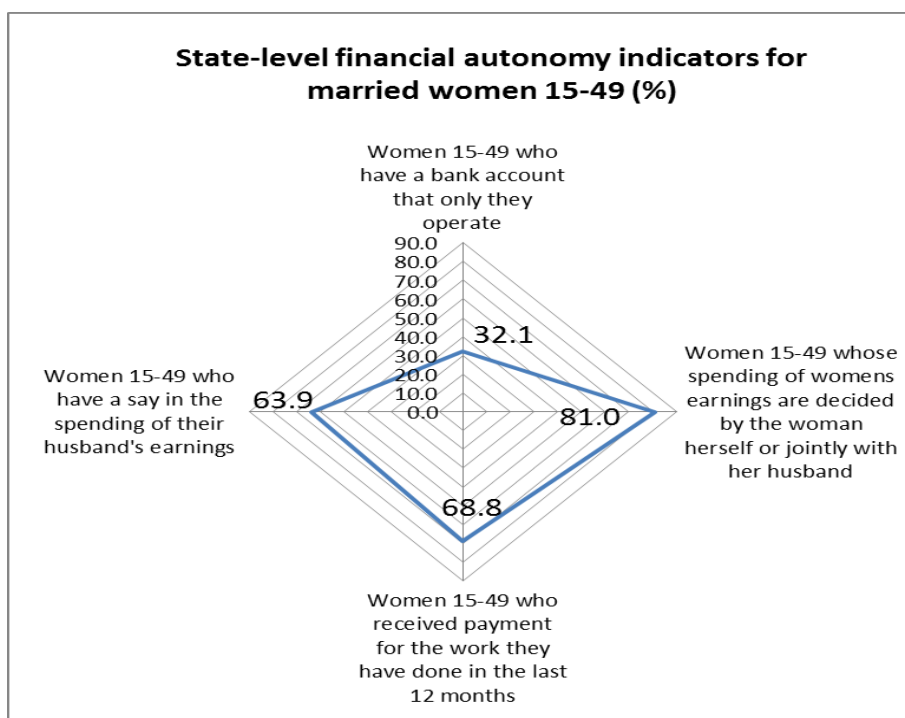 State-level financial autonomy indicators for
married women 15-49 (%)
Women 15-49 who
have a bank account
that only they
operate
90.0
80.0
70.0
60.0
50.0
40.0
30.0
20.0
10.0
0.0
32.1
Women 15-49 whose
spending of womens
earnings are decided
by the woman
herself or jointly with
her husband
81.0
68.8
Women 15-49 who
received payment
for the work they
have done in the last
12 months
Women 15-49 who
have a say in the
spending of their
husband's earnings
63.9